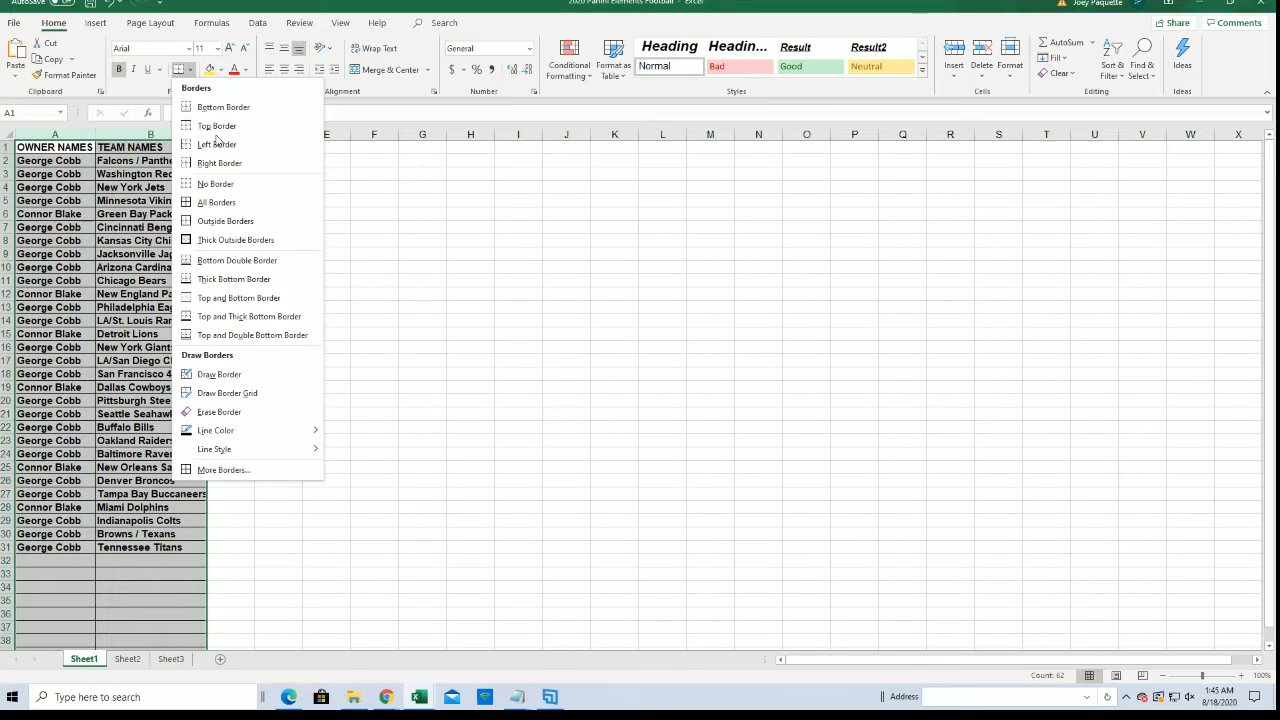 AutoSave
2020 Panini Elements Football - Excel
Joey Paquette
JP
File Home Insert Page Layout Formulas Data Review View Help Search Share Comments
Paste
Cut
Copy
Format Painter
Clipboard
Arial 11
B I U
Wrap Text
Merge & Center
Alignment
General
Number
Conditional Formatting
Format as Table
Heading Headin... Result Result2
Normal Bad Good Neutral
Styles
Insert Delete Format
Cells
AutoSum
Fill
Clear
Sort & Filter
Find & Select
Editing
Ideas
Ideas
A1
Borders
Bottom Border
Top Border
Left Border
Right Border
No Border
All Borders
Outside Borders
Thick Outside Borders
Bottom Double Border
Thick Bottom Border
Top and Bottom Border
Top and Thick Bottom Border
Top and Double Bottom Border
Draw Borders
Draw Border
Draw Border Grid
Erase Border
Line Color
Line Style
More Borders...
A B E F G H I J K L M N O P Q R S T U V W X
1 OWNER NAMES TEAM NAMES
2 George Cobb Falcons / Panthe
3 George Cobb Washington Rec
4 George Cobb New York Jets
5 George Cobb Minnesota Vikin
6 Connor Blake Green Bay Pack
7 George Cobb Cincinnati Beng
8 George Cobb Kansas City Chi
9 George Cobb Jacksonville Jag
10 George Cobb Arizona Cardina
11 George Cobb Chicago Bears
12 Connor Blake New England Pa
13 George Cobb Philadelphia Eag
14 George Cobb LA/St. Louis Ran
15 Connor Blake Detroit Lions
16 George Cobb New York Giants
17 George Cobb LA/San Diego C
18 George Cobb San Francisco 4
19 Connor Blake Dallas Cowboys
20 George Cobb Pittsburgh Stee
21 George Cobb Seattle Seahaw
22 George Cobb Buffalo Bills
23 George Cobb Oakland Raiders
24 George Cobb Baltimore Raven
25 Connor Blake New Orleans Sa
26 George Cobb Denver Broncos
27 George Cobb Tampa Bay Buccaneers
28 Connor Blake Miami Dolphins
29 George Cobb Indianapolis Colts
30 George Cobb Browns / Texans
31 George Cobb Tennessee Titans
32
33
34
35
36
37
38
Sheet1 Sheet2 Sheet3
Count: 62 100%
Type here to search
Address
1:45 AM
8/18/2020